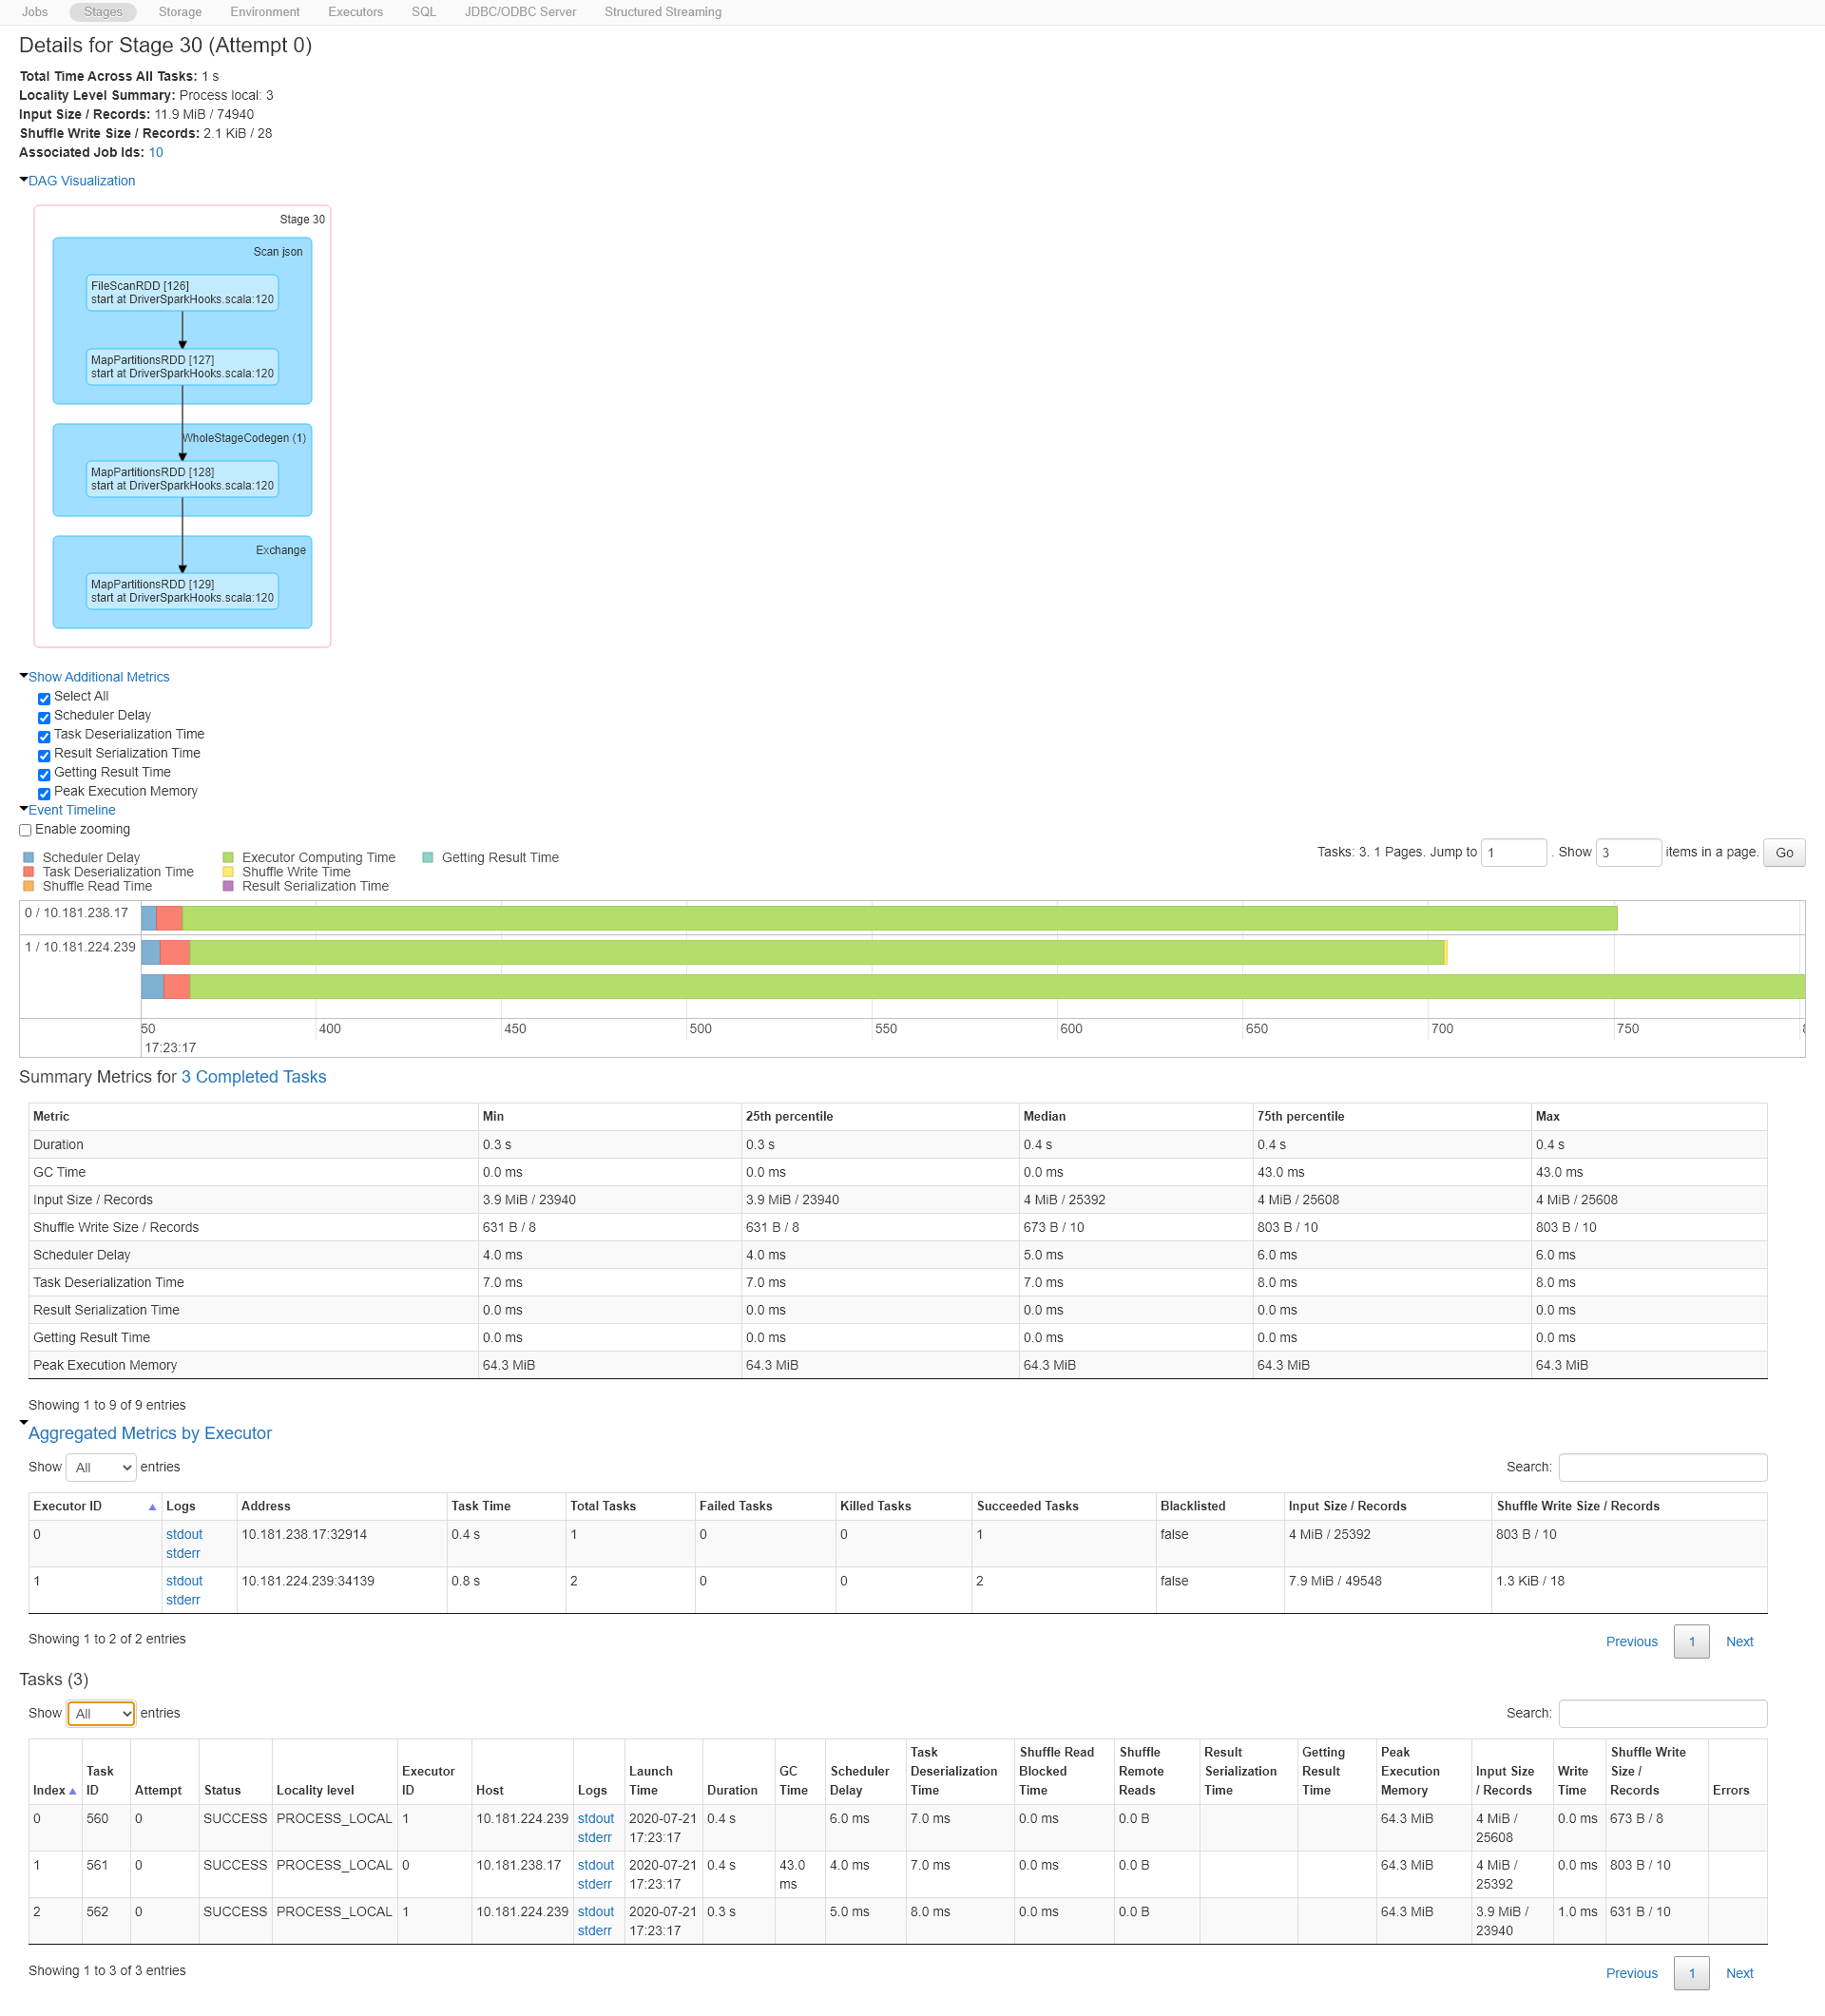 Jobs Stages Storage Environment Executors SQL JDBC/ODBC Server Structured Streaming
Details for Stage 30 (Attempt 0)
Total Time Across All Tasks: 1 s
Locality Level Summary: Process local: 3
Input Size / Records: 11.9 MiB / 74940
Shuffle Write Size / Records: 2.1 KiB / 28
Associated Job Ids: 10
DAG Visualization
Stage 30
Scan json
FileScanRDD [126]
start at DriverSparkHooks.scala:120
MapPartitionsRDD [127]
start at DriverSparkHooks.scala:120
WholeStageCodegen (1)
MapPartitionsRDD [128]
start at DriverSparkHooks.scala:120
Exchange
MapPartitionsRDD [129]
start at DriverSparkHooks.scala:120
Show Additional Metrics
Select All
Scheduler Delay
Task Deserialization Time
Result Serialization Time
Getting Result Time
Peak Execution Memory
Event Timeline
Enable zooming
Tasks: 3. 1 Pages. Jump to 1 . Show 3 items in a page. Go
Scheduler Delay Executor Computing Time Getting Result Time
Task Deserialization Time Shuffle Write Time
Shuffle Read Time Result Serialization Time
0 / 10.181.238.17
1 / 10.181.224.239
50 400 450 500 550 600 650 700 750
17:23:17
Summary Metrics for 3 Completed Tasks
Metric Min 25th percentile Median 75th percentile Max
Duration 0.3 s 0.3 s 0.4 s 0.4 s 0.4 s
GC Time 0.0 ms 0.0 ms 0.0 ms 43.0 ms 43.0 ms
Input Size / Records 3.9 MiB / 23940 3.9 MiB / 23940 4 MiB / 25392 4 MiB / 25608 4 MiB / 25608
Shuffle Write Size / Records 631 B / 8 631 B / 8 673 B / 10 803 B / 10 803 B / 10
Scheduler Delay 4.0 ms 4.0 ms 5.0 ms 6.0 ms 6.0 ms
Task Deserialization Time 7.0 ms 7.0 ms 7.0 ms 8.0 ms 8.0 ms
Result Serialization Time 0.0 ms 0.0 ms 0.0 ms 0.0 ms 0.0 ms
Getting Result Time 0.0 ms 0.0 ms 0.0 ms 0.0 ms 0.0 ms
Peak Execution Memory 64.3 MiB 64.3 MiB 64.3 MiB 64.3 MiB 64.3 MiB
Showing 1 to 9 of 9 entries
Aggregated Metrics by Executor
Show All entries Search:
Executor ID Logs Address Task Time Total Tasks Failed Tasks Killed Tasks Succeeded Tasks Blacklisted Input Size / Records Shuffle Write Size / Records
0 stdout 10.181.238.17:32914 0.4 s 1 0 0 1 false 4 MiB / 25392 803 B / 10
stderr
1 stdout 10.181.224.239:34139 0.8 s 2 0 0 2 false 7.9 MiB / 49548 1.3 KiB / 18
stderr
Showing 1 to 2 of 2 entries
Previous 1 Next
Tasks (3)
Show All entries Search:
Task Shuffle Read Shuffle Result Getting Peak Shuffle Write
Task Executor Launch GC Scheduler Deserialization Blocked Remote Serialization Result Execution Input Size Write Size /
Index ID Attempt Status Locality level ID Host Logs Time Duration Time Delay Time Time Reads Time Time Memory / Records Time Records Errors
0 560 0 SUCCESS PROCESS_LOCAL 1 10.181.224.239 stdout 2020-07-21 0.4 s 6.0 ms 7.0 ms 0.0 ms 0.0 B 64.3 MiB 4 MiB / 0.0 ms 673 B / 8
stderr 17:23:17 25608
1 561 0 SUCCESS PROCESS_LOCAL 0 10.181.238.17 stdout 2020-07-21 0.4 s 43.0 4.0 ms 7.0 ms 0.0 ms 0.0 B 64.3 MiB 4 MiB / 0.0 ms 803 B / 10
stderr 17:23:17 ms 25392
2 562 0 SUCCESS PROCESS_LOCAL 1 10.181.224.239 stdout 2020-07-21 0.3 s 5.0 ms 8.0 ms 0.0 ms 0.0 B 64.3 MiB 3.9 MiB / 1.0 ms 631 B / 10
stderr 17:23:17 23940
Showing 1 to 3 of 3 entries
Previous 1 Next